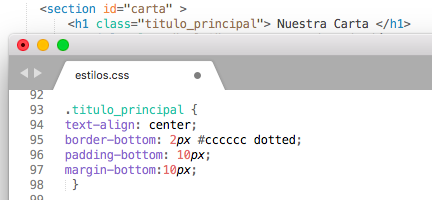 <section id="carta" >
<h1 class="titulo_principal"> Nuestra Carta </h1>
estilos.css
92
93 .titulo_principal {
94 text-align: center;
95 border-bottom: 2px #cccccc dotted;
96 padding-bottom: 10px;
97 margin-bottom:10px;
98 }
99